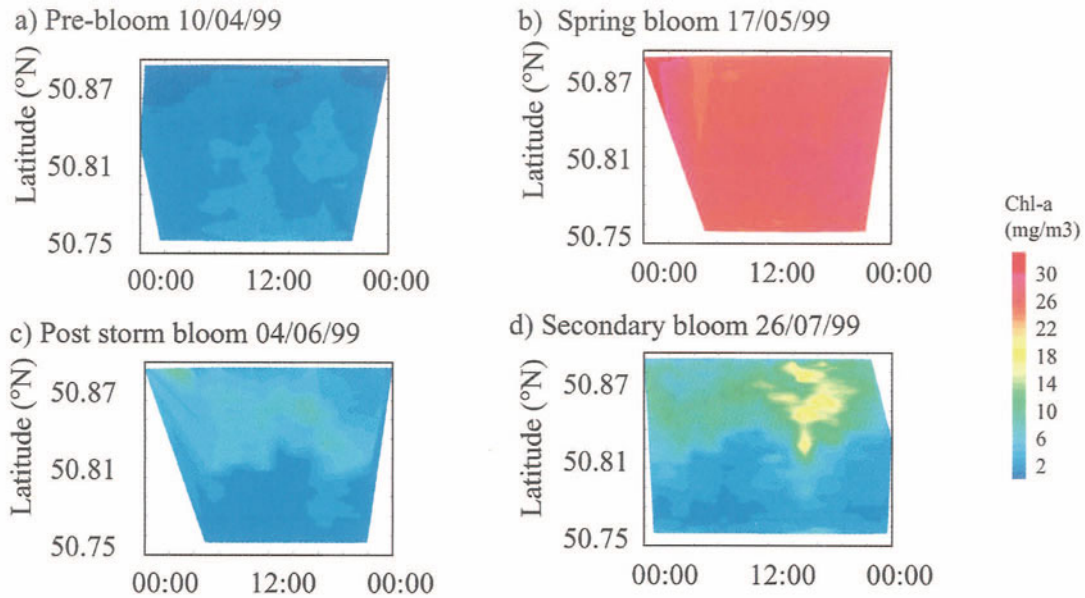 a) Pre-bloom 10/04/99
Latitude (°N)
50.87
50.81
50.75
00:00 12:00 00:00
b) Spring bloom 17/05/99
Latitude (°N)
50.87
50.81
50.75
00:00 12:00 00:00
c) Post storm bloom 04/06/99
Latitude (°N)
50.87
50.81
50.75
00:00 12:00 00:00
d) Secondary bloom 26/07/99
Latitude (°N)
50.87
50.81
50.75
00:00 12:00 00:00
Chl-a
(mg/m3)
30
26
22
18
14
10
6
2